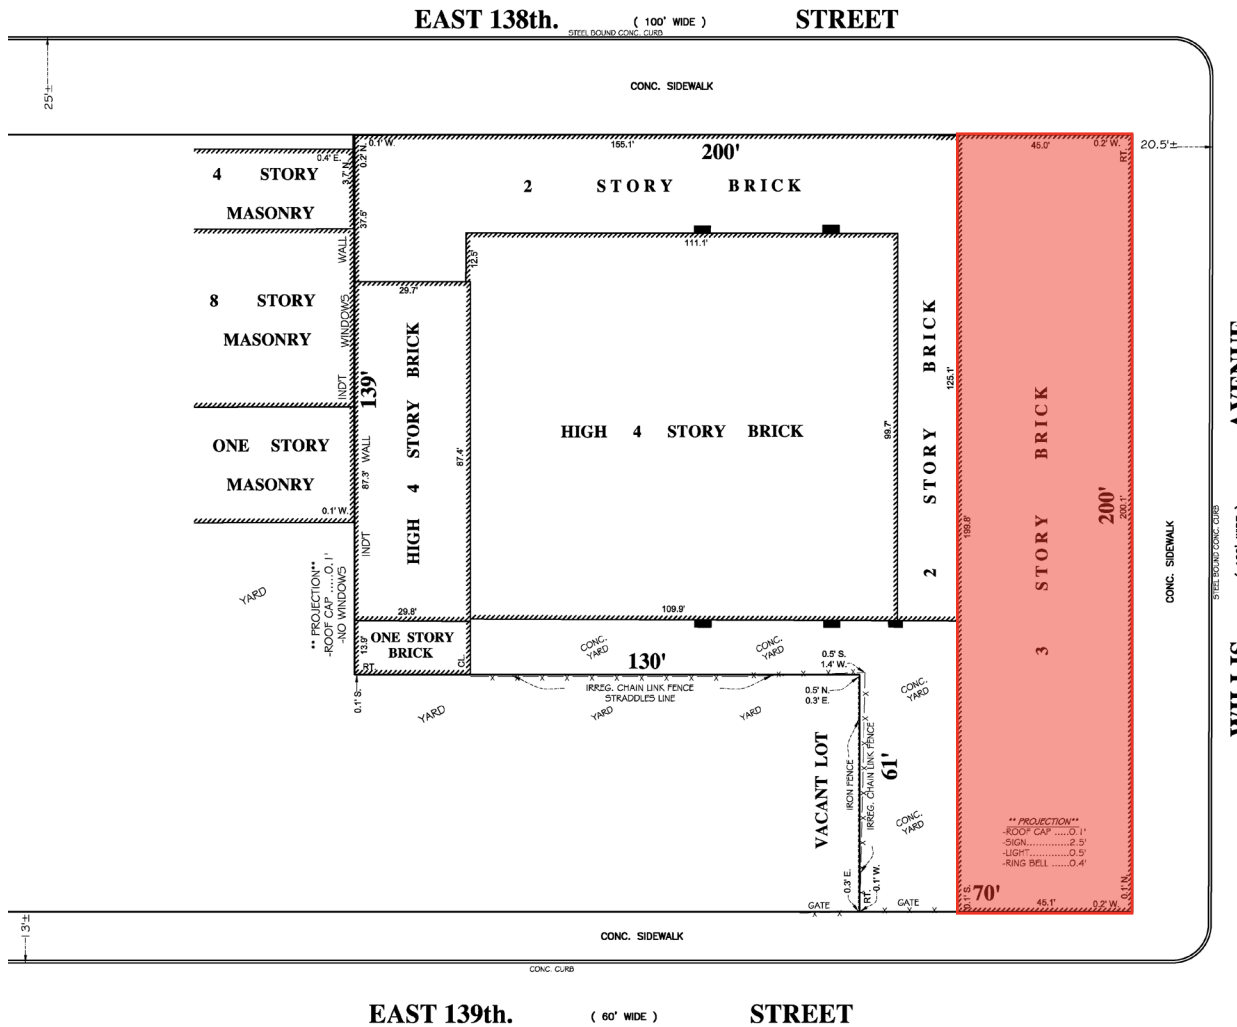 EAST 138th. ( 100' WIDE ) STREET
STEEL BOUND CONC. CURB
25'±
CONC. SIDEWALK
0.1' W.
155.1'
200'
45.0'
0.2' W.
RT.
20.5'±
0.4' E.
3.7' N.
0.2' N.
4 STORY
MASONRY
2 STORY BRICK
37.5'
WALL
111.1'
12.5'
29.7'
8 STORY
MASONRY
WINDOWS
IND'T
139'
HIGH 4 STORY BRICK
87.4'
HIGH 4 STORY BRICK
99.7'
2 STORY BRICK
125.1'
199.8'
3 STORY BRICK
200'
200.1'
CONC. SIDEWALK
STEEL BOUND CONC. CURB
WILLIS AVENUE
ONE STORY
MASONRY
WALL
87.3'
0.1' W.
IND'T
YARD
** PROJECTION**
-ROOF CAP .....0.1'
-NO WINDOWS
29.8'
109.9'
13.9'
ONE STORY
BRICK
RT.
CL.
0.1' S.
CONC.
YARD
130'
CONC.
YARD
0.5' S.
1.4' W.
IRREG. CHAIN LINK FENCE
STRADDLES LINE
0.5' N.
0.3' E.
CONC.
YARD
YARD
YARD
YARD
VACANT LOT
IRON FENCE
IRREG. CHAIN LINK FENCE
61'
CONC.
YARD
** PROJECTION**
-ROOF CAP .....0.1'
-SIGN...........2.5'
-LIGHT...........0.5'
-RING BELL .....0.4'
0.3' E.
RT.
0.1' W.
GATE
GATE
0.1' S.
70'
45.1'
0.1' N.
0.2' W.
13'±
CONC. SIDEWALK
CONC. CURB
EAST 139th. ( 60' WIDE ) STREET